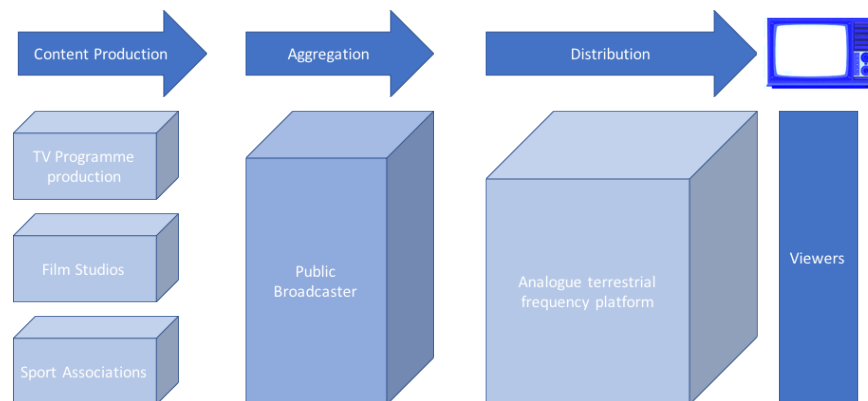 Content Production
Aggregation
Distribution
TV Programme
production
Film Studios
Sport Associations
Public
Broadcaster
Analogue terrestrial
frequency platform
Viewers